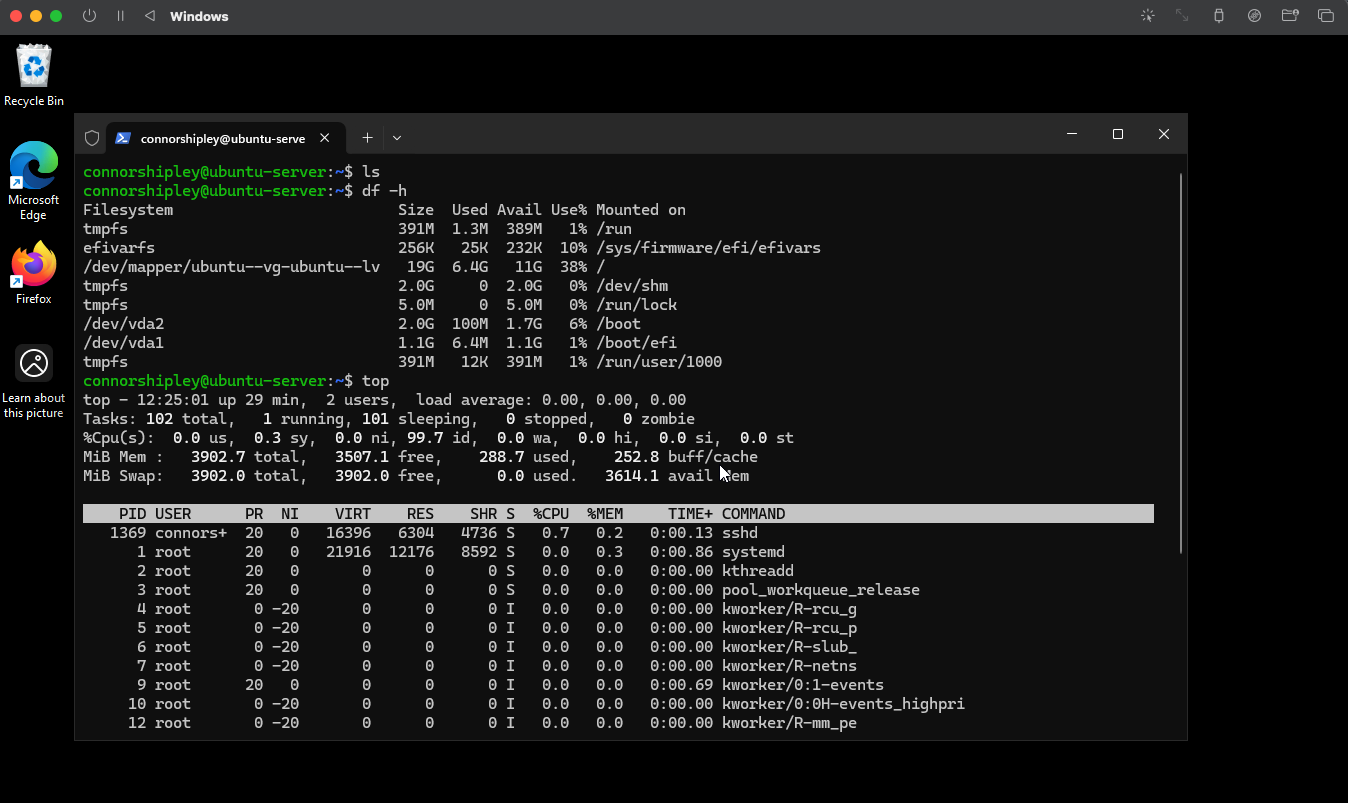 Windows
Recycle Bin
Microsoft
Edge
Firefox
Learn about
this picture
connorshipley@ubuntu-serve
connorshipley@ubuntu-server:~$ ls
connorshipley@ubuntu-server:~$ df -h
Filesystem                         Size  Used Avail Use% Mounted on
tmpfs                              391M  1.3M  389M   1% /run
efivarfs                           256K   25K  232K  10% /sys/firmware/efi/efivars
/dev/mapper/ubuntu--vg-ubuntu--lv   19G  6.4G   11G  38% /
tmpfs                              2.0G     0  2.0G   0% /dev/shm
tmpfs                              5.0M     0  5.0M   0% /run/lock
/dev/vda2                          2.0G  100M  1.7G   6% /boot
/dev/vda1                          1.1G  6.4M  1.1G   1% /boot/efi
tmpfs                              391M   12K  391M   1% /run/user/1000
connorshipley@ubuntu-server:~$ top
top - 12:25:01 up 29 min,  2 users,  load average: 0.00, 0.00, 0.00
Tasks: 102 total,   1 running, 101 sleeping,   0 stopped,   0 zombie
%Cpu(s):  0.0 us,  0.3 sy,  0.0 ni, 99.7 id,  0.0 wa,  0.0 hi,  0.0 si,  0.0 st
MiB Mem :   3902.7 total,   3507.1 free,    288.7 used,    252.8 buff/cache
MiB Swap:   3902.0 total,   3902.0 free,      0.0 used.   3614.1 avail Mem
    PID USER      PR  NI    VIRT    RES    SHR S  %CPU  %MEM     TIME+ COMMAND
   1369 connors+  20   0   16396   6304   4736 S   0.7   0.2   0:00.13 sshd
      1 root      20   0   21916  12176   8592 S   0.0   0.3   0:00.86 systemd
      2 root      20   0       0      0      0 S   0.0   0.0   0:00.00 kthreadd
      3 root      20   0       0      0      0 S   0.0   0.0   0:00.00 pool_workqueue_release
      4 root       0 -20       0      0      0 I   0.0   0.0   0:00.00 kworker/R-rcu_g
      5 root       0 -20       0      0      0 I   0.0   0.0   0:00.00 kworker/R-rcu_p
      6 root       0 -20       0      0      0 I   0.0   0.0   0:00.00 kworker/R-slub_
      7 root       0 -20       0      0      0 I   0.0   0.0   0:00.00 kworker/R-netns
      9 root      20   0       0      0      0 I   0.0   0.0   0:00.69 kworker/0:1-events
     10 root       0 -20       0      0      0 I   0.0   0.0   0:00.00 kworker/0:0H-events_highpri
     12 root       0 -20       0      0      0 I   0.0   0.0   0:00.00 kworker/R-mm_pe